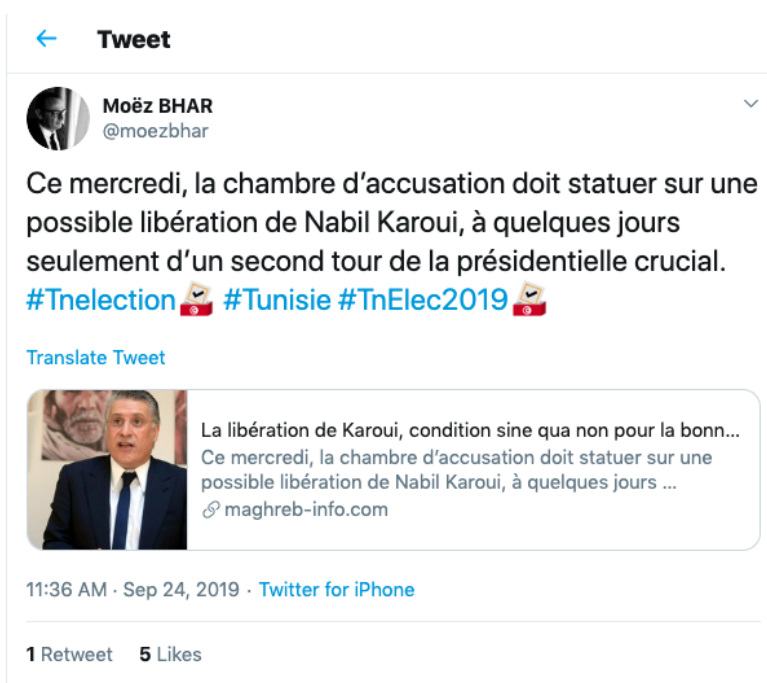 Tweet
Moëz BHAR
@moezbhar
Ce mercredi, la chambre d’accusation doit statuer sur une
possible libération de Nabil Karoui, à quelques jours
seulement d’un second tour de la présidentielle crucial.
#Tnelection #Tunisie #TnElec2019
Translate Tweet
La libération de Karoui, condition sine qua non pour la bonn...
Ce mercredi, la chambre d’accusation doit statuer sur une
possible libération de Nabil Karoui, à quelques jours ...
maghreb-info.com
11:36 AM · Sep 24, 2019 · Twitter for iPhone
1 Retweet 5 Likes